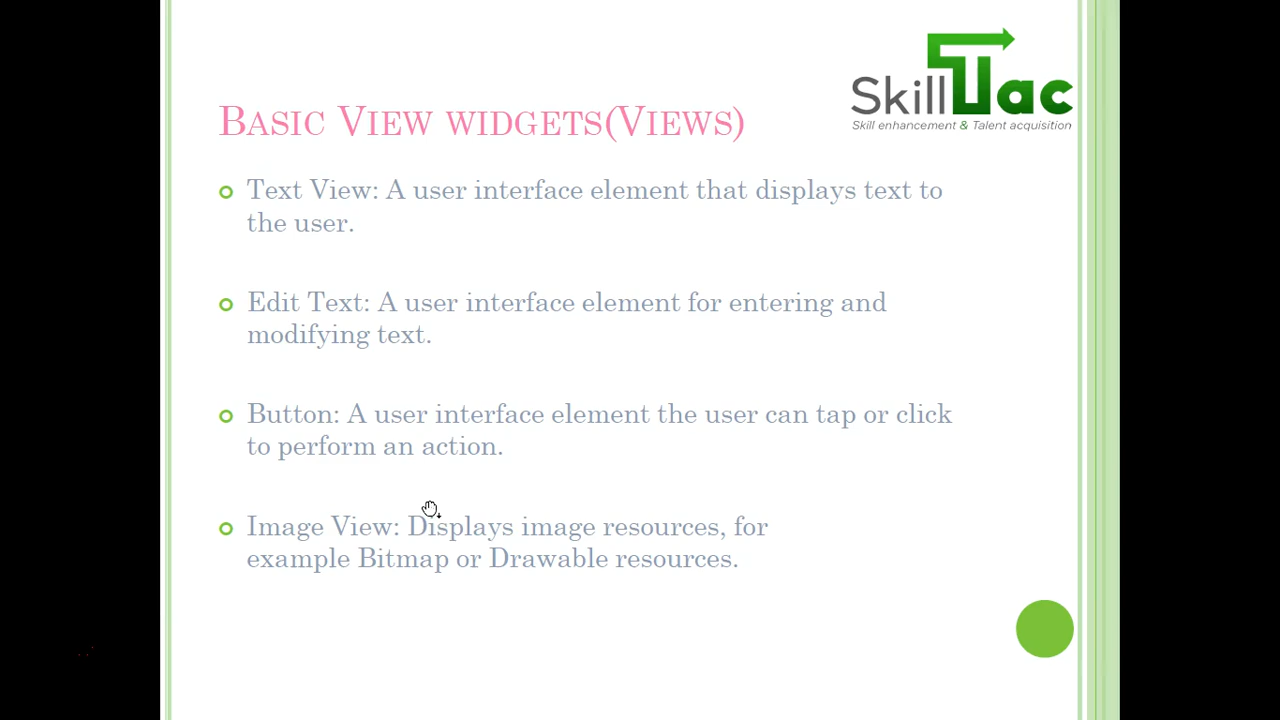 Skill Tac
Skill enhancement & Talent acquisition
BASIC VIEW WIDGETS(VIEWS)
Text View: A user interface element that displays text to
the user.
Edit Text: A user interface element for entering and
modifying text.
Button: A user interface element the user can tap or click
to perform an action.
Image View: Displays image resources, for
example Bitmap or Drawable resources.